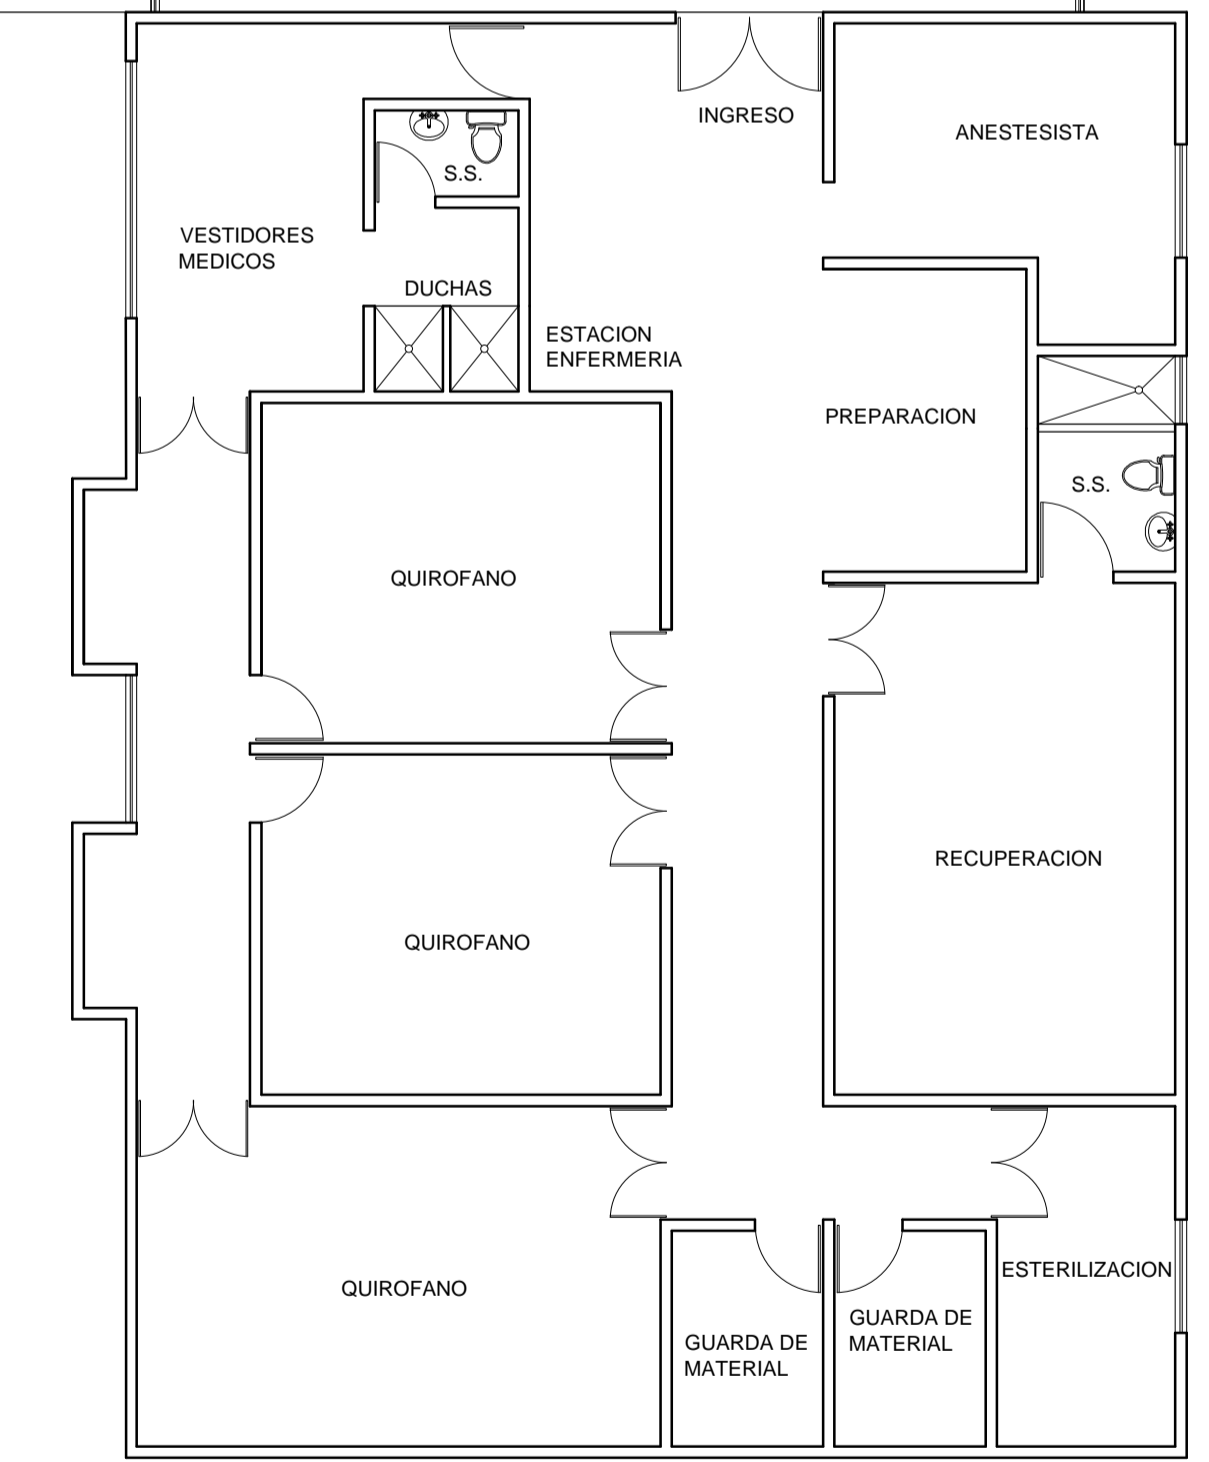 INGRESO
ANESTESISTA
S.S.
VESTIDORES
MEDICOS
DUCHAS
ESTACION
ENFERMERIA
PREPARACION
S.S.
QUIROFANO
RECUPERACION
QUIROFANO
ESTERILIZACION
QUIROFANO
GUARDA DE
MATERIAL
GUARDA DE
MATERIAL